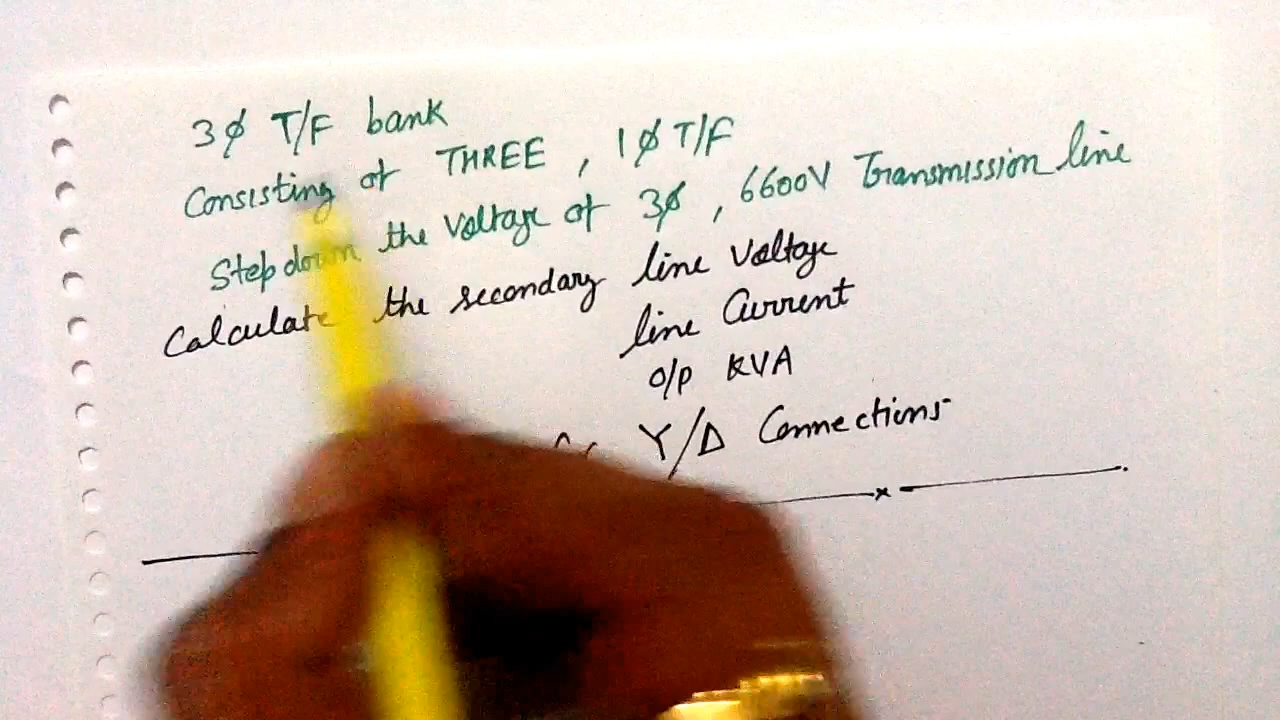 3ϕ T/F bank
Consisting of THREE, 1ϕ T/F
Step down the Voltage of 3ϕ, 6600V Transmission line
Calculate the secondary line Voltage
line Current
o/p KVA
Y/Δ Connections